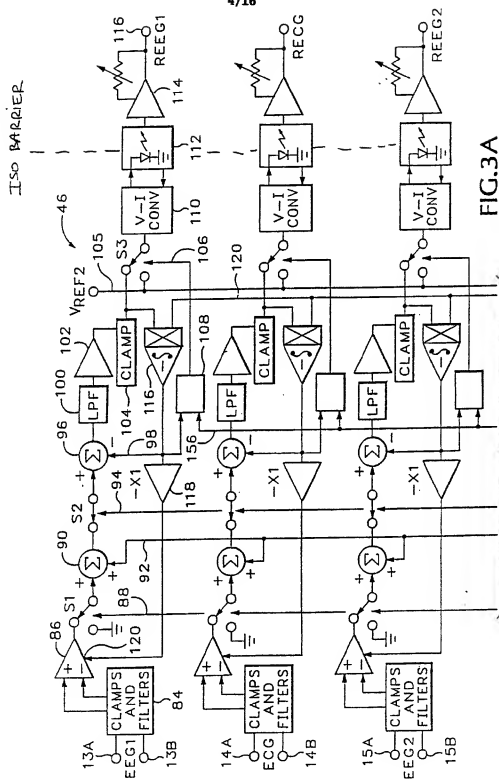 4/16
ISO BARRIER
46
VREF2
105
116
REEG1
114
112
110
V-I
CONV
S3
106
120
102
100
LPF
CLAMP
104
116
-∫
108
96
Σ
+
-
98
156
-X1
118
94
S2
90
Σ
+
+
92
S1
88
86
+
-
120
CLAMPS
AND
FILTERS
84
13A
EEG1
13B
RECG
V-I
CONV
LPF
CLAMP
-∫
Σ
+
-
-X1
Σ
+
+
+
-
CLAMPS
AND
FILTERS
14A
ECG
14B
REEG2
V-I
CONV
LPF
CLAMP
-∫
Σ
+
-
-X1
Σ
+
+
+
-
CLAMPS
AND
FILTERS
15A
EEG2
15B
FIG.3A